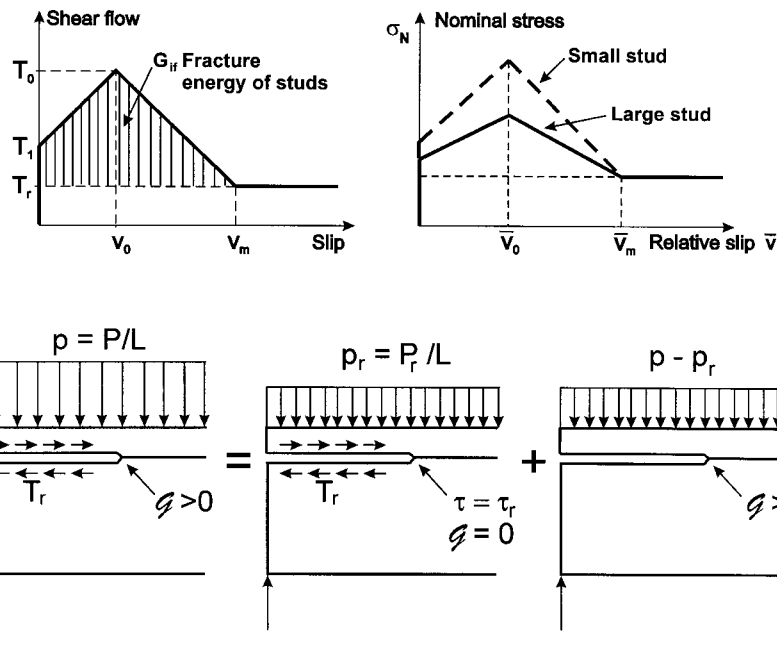 Shear flow
T₀
G_if Fracture
energy of studs
T₁
T_r
v₀
v_m
Slip
σ_N
Nominal stress
Small stud
Large stud
v̅₀
v̅_m
Relative slip v̅
p = P/L
T_r
𝒢 >0
=
p_r = P_r /L
T_r
τ = τ_r
𝒢 = 0
+
p - p_r
𝒢 >